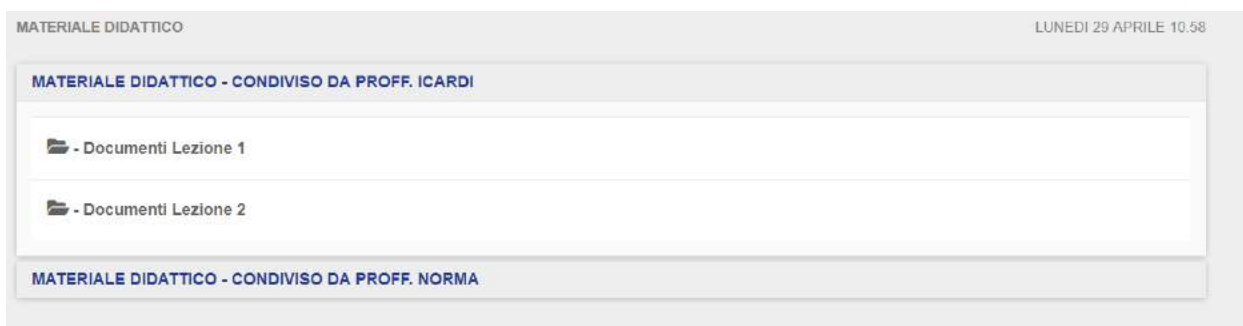 MATERIALE DIDATTICO
LUNEDI 29 APRILE 10.58
MATERIALE DIDATTICO - CONDIVISO DA PROFF. ICARDI
- Documenti Lezione 1
- Documenti Lezione 2
MATERIALE DIDATTICO - CONDIVISO DA PROFF. NORMA